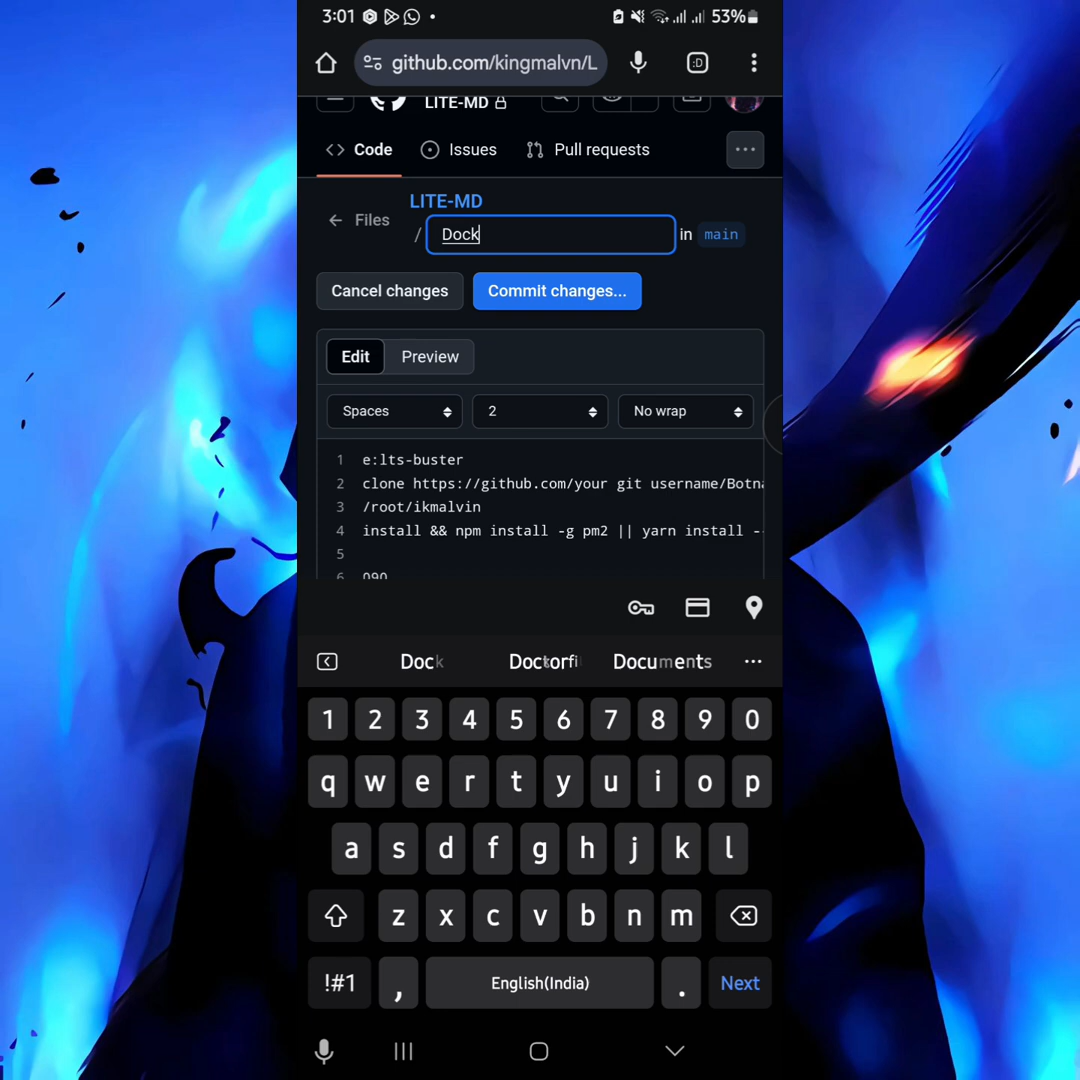 3:01 53%
github.com/kingmalvn/L :D
LITE-MD
Code Issues Pull requests
LITE-MD
Files / Dock in main
Cancel changes Commit changes...
Edit Preview
Spaces 2 No wrap
1 e:lts-buster
2 clone https://github.com/your git username/Botna
3 /root/ikmalvin
4 install && npm install -g pm2 || yarn install -
5
6 090
Dock Doctorfi Documents
1 2 3 4 5 6 7 8 9 0
q w e r t y u i o p
a s d f g h j k l
z x c v b n m
!#1 , English(India) . Next